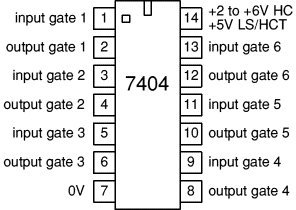 input gate 1 1 14 +2 to +6V HC
+5V LS/HCT
output gate 1 2 13 input gate 6
input gate 2 3 12 output gate 6
7404
output gate 2 4 11 input gate 5
input gate 3 5 10 output gate 5
output gate 3 6 9 input gate 4
0V 7 8 output gate 4